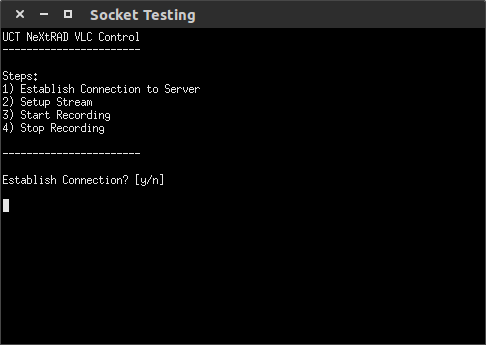 Socket Testing
UCT NeXtRAD VLC Control
-----------------------
Steps:
1) Establish Connection to Server
2) Setup Stream
3) Start Recording
4) Stop Recording
-----------------------
Establish Connection? [y/n]